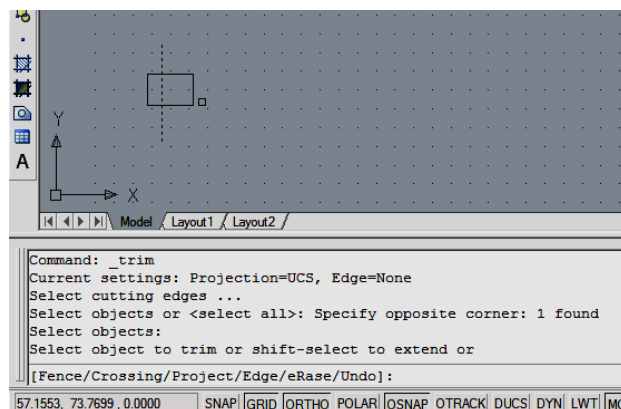 A
Y
X
Model Layout1 Layout2
Command: _trim
Current settings: Projection=UCS, Edge=None
Select cutting edges ...
Select objects or <select all>: Specify opposite corner: 1 found
Select objects:
Select object to trim or shift-select to extend or
[Fence/Crossing/Project/Edge/eRase/Undo]:
57.1553, 73.7699 , 0.0000 SNAP GRID ORTHO POLAR OSNAP OTRACK DUCS DYN LWT MO